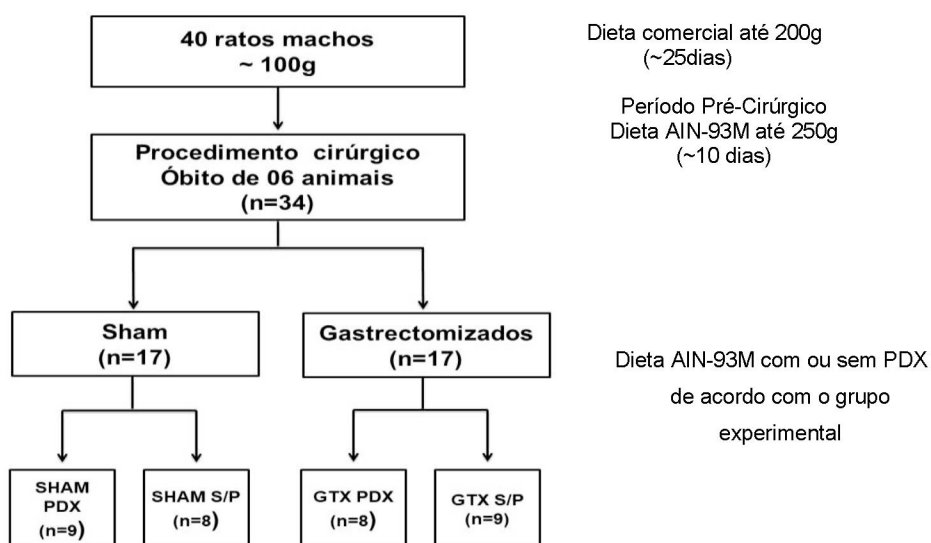 40 ratos machos
~ 100g
Dieta comercial até 200g
(~25dias)
Período Pré-Cirúrgico
Dieta AIN-93M até 250g
(~10 dias)
Procedimento cirúrgico
Óbito de 06 animais
(n=34)
Sham
(n=17)
Gastrectomizados
(n=17)
Dieta AIN-93M com ou sem PDX
de acordo com o grupo
experimental
SHAM
PDX
(n=9)
SHAM S/P
(n=8)
GTX PDX
(n=8)
GTX S/P
(n=9)